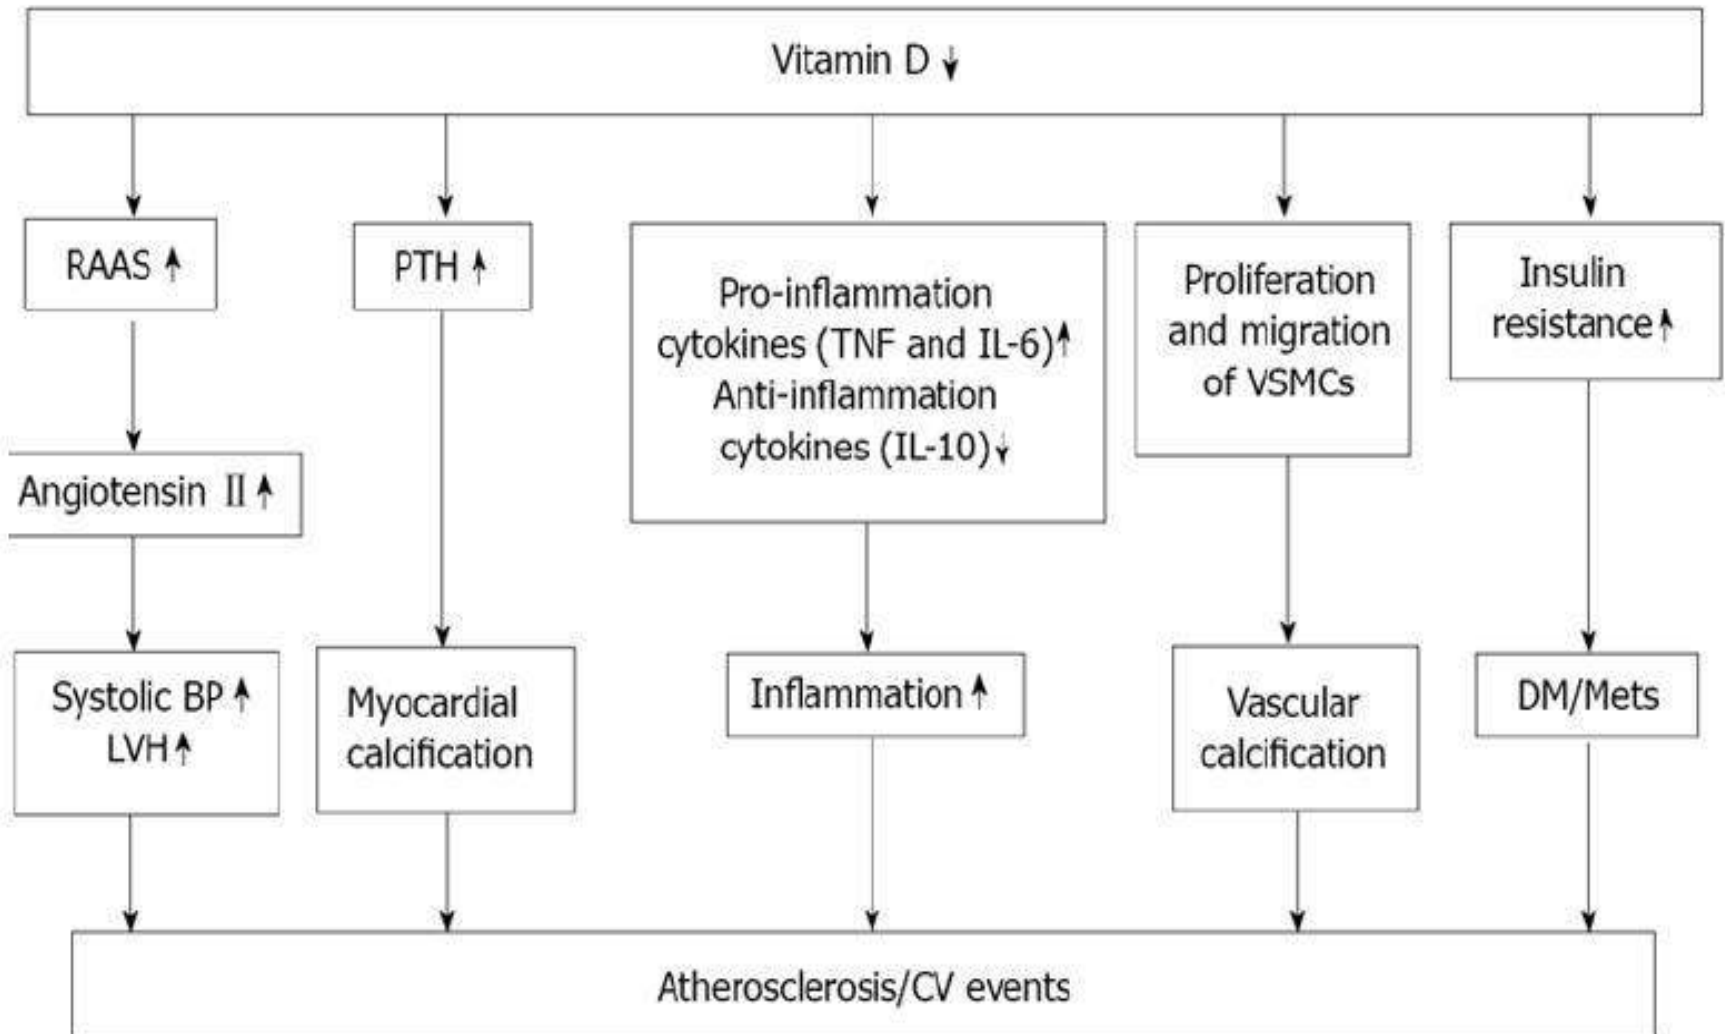 Vitamin D ↓
RAAS ↑
PTH ↑
Pro-inflammation
cytokines (TNF and IL-6)↑
Anti-inflammation
cytokines (IL-10)↓
Proliferation
and migration
of VSMCs
Insulin
resistance↑
Angiotensin II ↑
Systolic BP ↑
LVH ↑
Myocardial
calcification
Inflammation ↑
Vascular
calcification
DM/Mets
Atherosclerosis/CV events